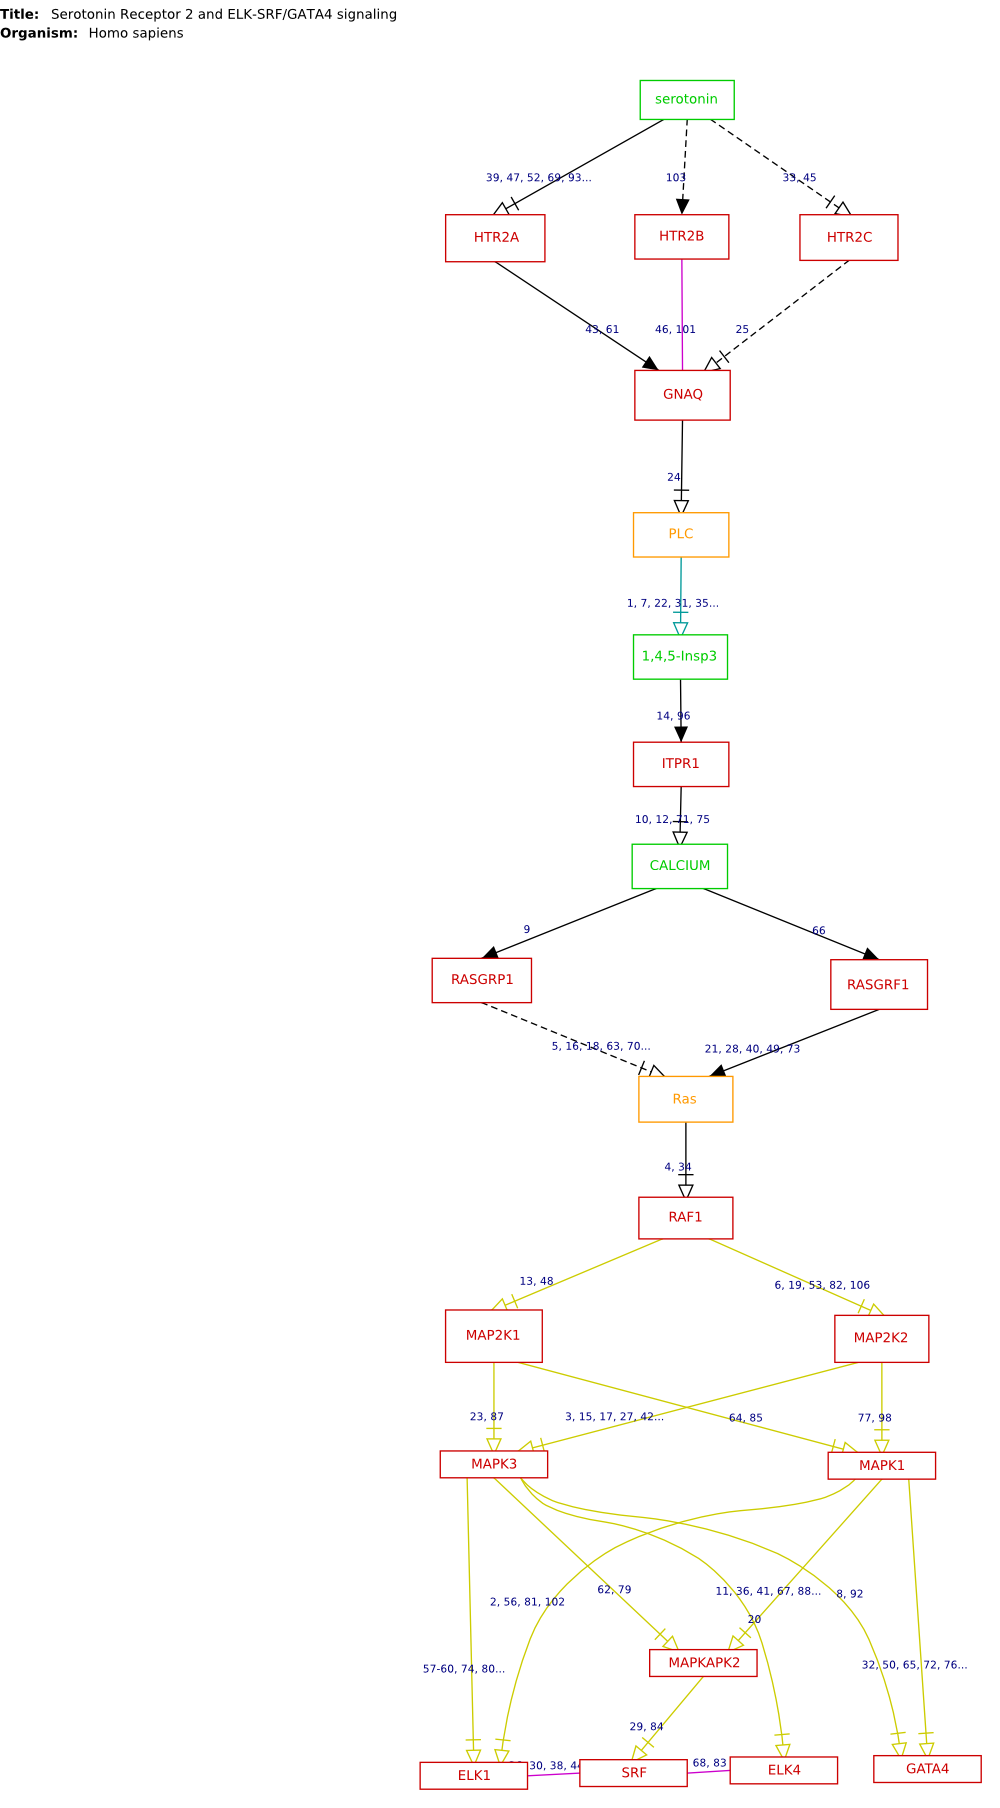 Title: Serotonin Receptor 2 and ELK-SRF/GATA4 signaling
Organism: Homo sapiens
serotonin
39, 47, 52, 69, 93...
103
33, 45
HTR2A
HTR2B
HTR2C
43, 61
46, 101
25
GNAQ
24
PLC
1, 7, 22, 31, 35...
1,4,5-Insp3
14, 96
ITPR1
10, 12, 71, 75
CALCIUM
9
66
RASGRP1
RASGRF1
5, 16, 18, 63, 70...
21, 28, 40, 49, 73
Ras
4, 34
RAF1
13, 48
6, 19, 53, 82, 106
MAP2K1
MAP2K2
23, 87
3, 15, 17, 27, 42...
64, 85
77, 98
MAPK3
MAPK1
62, 79
11, 36, 41, 67, 88...
8, 92
2, 56, 81, 102
20
MAPKAPK2
57-60, 74, 80...
32, 50, 65, 72, 76...
29, 84
ELK1
30, 38, 44
SRF
68, 83
ELK4
GATA4